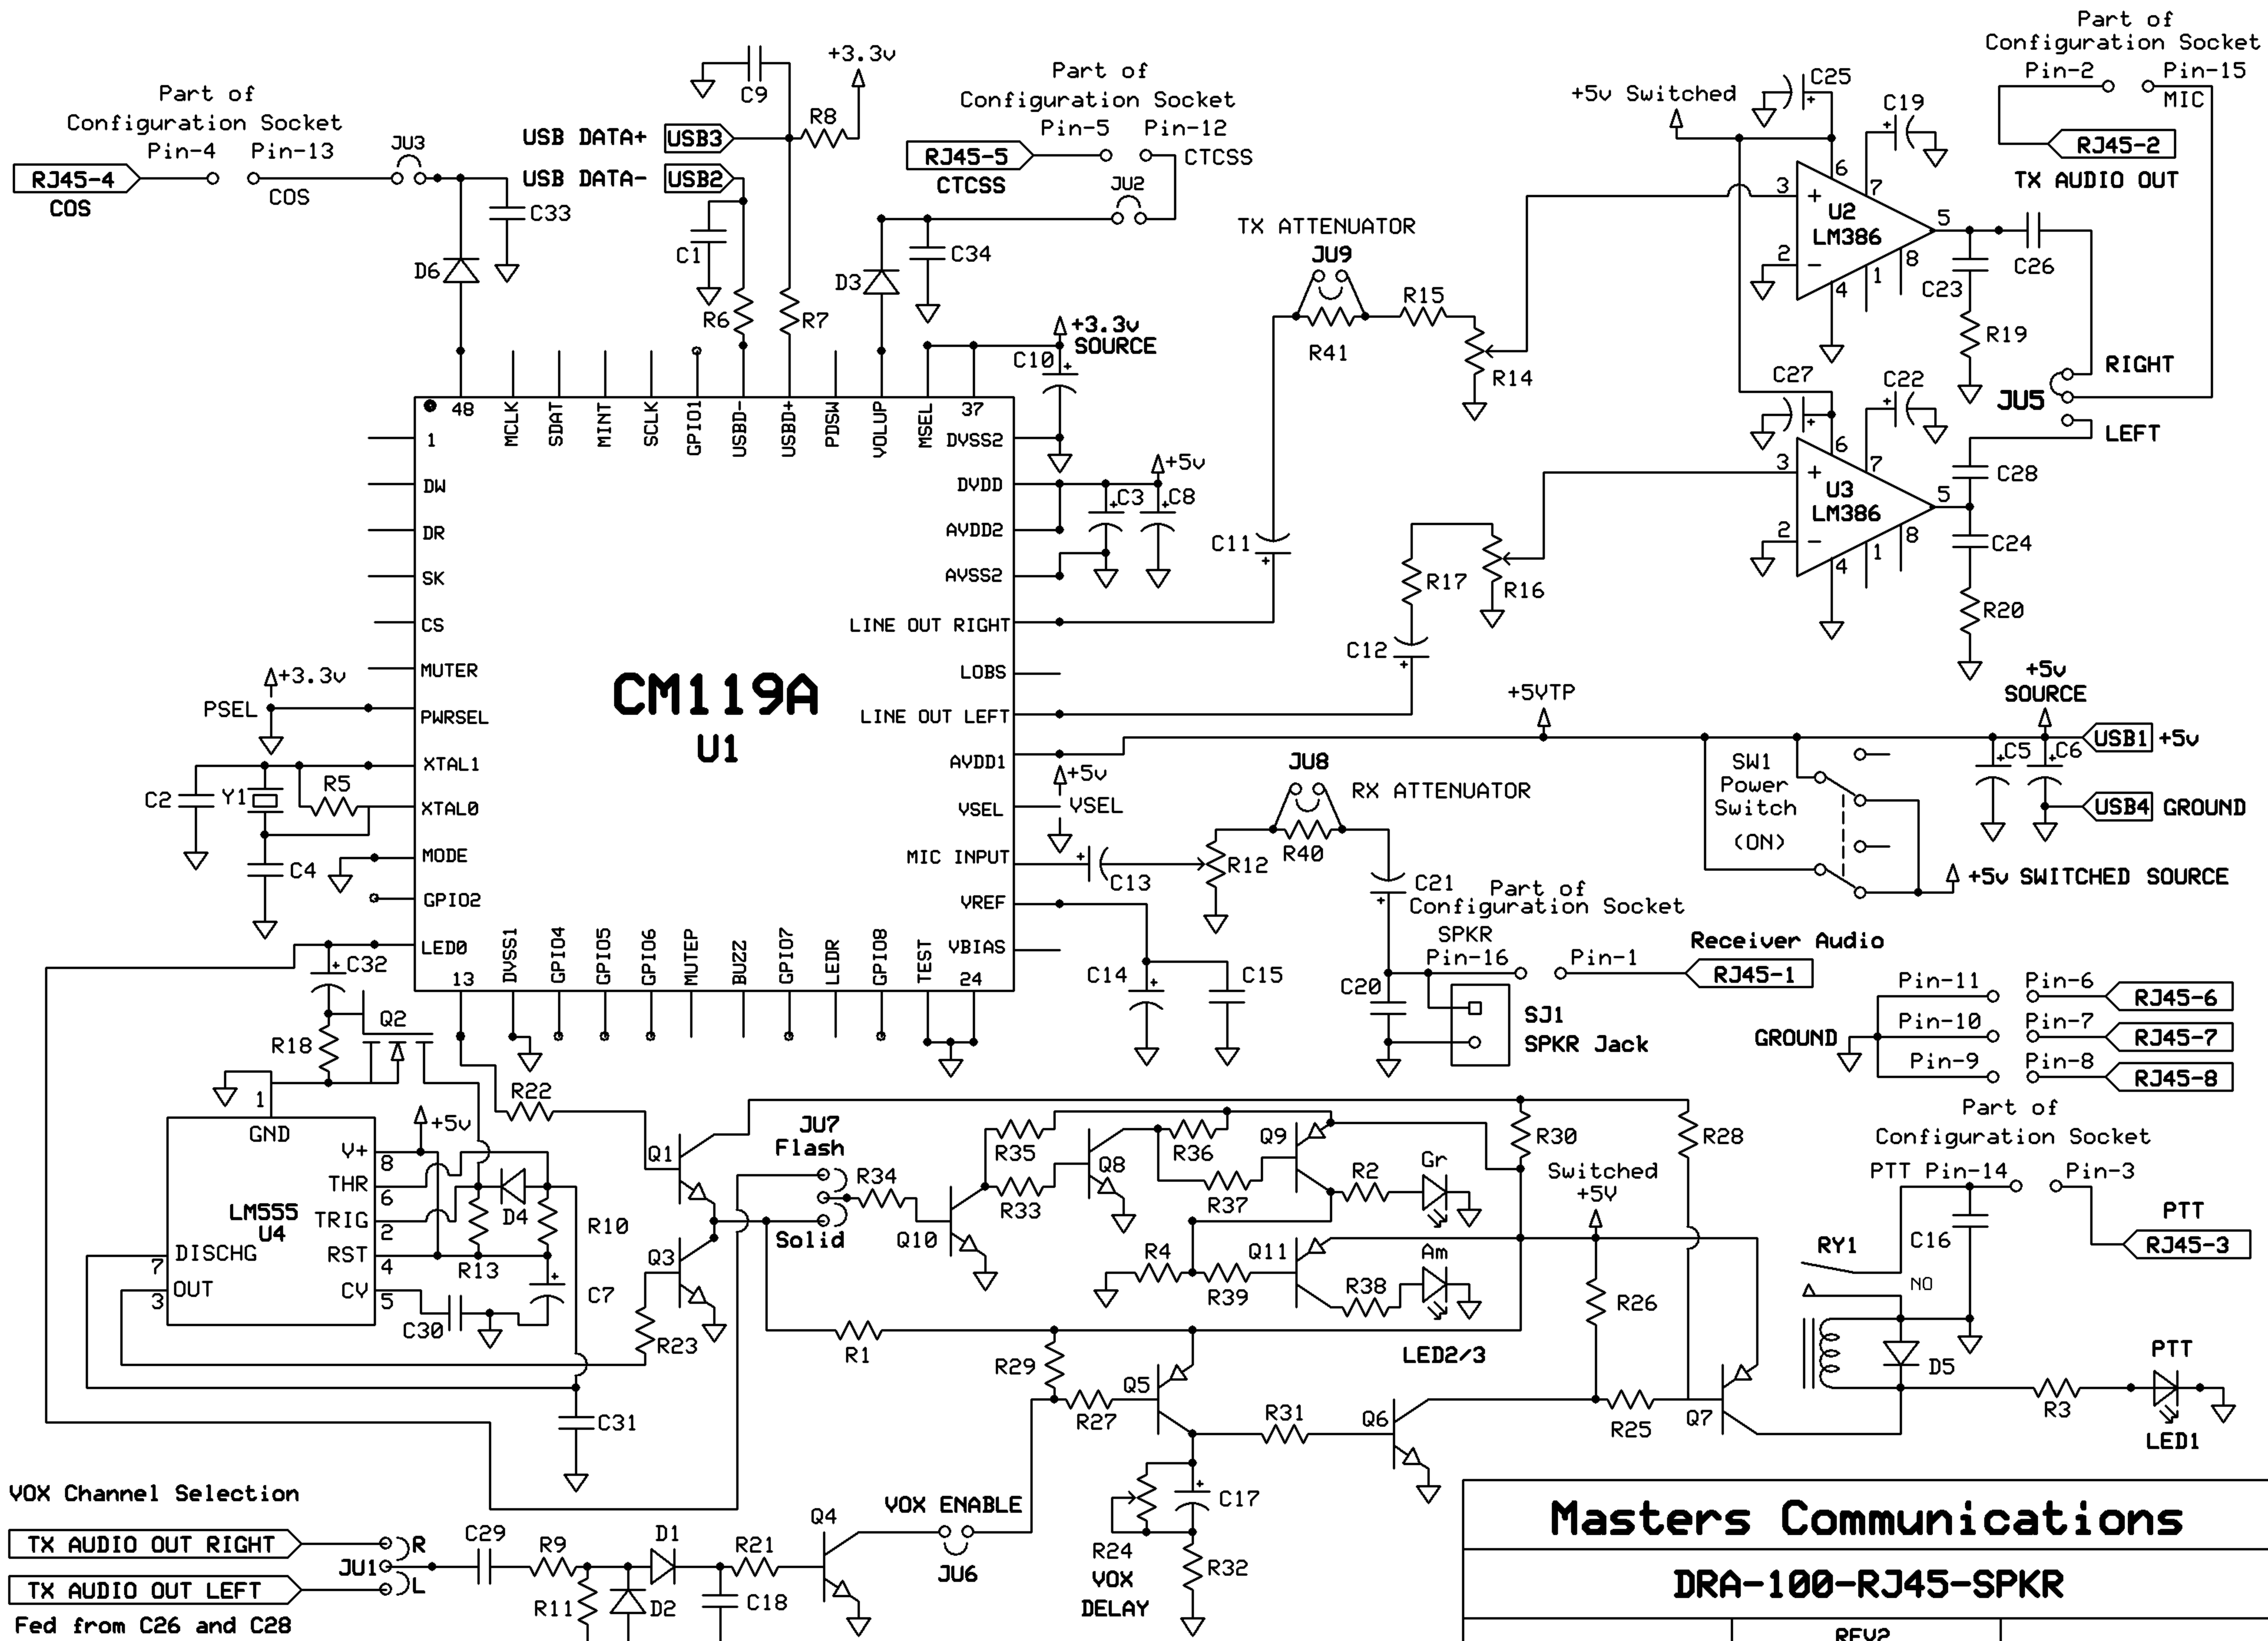 Part of
Configuration Socket
Pin-4 Pin-13
RJ45-4
COS
COS
JU3
C33
D6
C9
+3.3v
R8
USB DATA+ USB3
USB DATA- USB2
C1
R6
R7
Part of
Configuration Socket
Pin-5 Pin-12
RJ45-5
CTCSS
CTCSS
JU2
D3
C34
+3.3v
SOURCE
C10
TX ATTENUATOR
JU9
R41
R15
R14
+5v Switched
C25
C19
Part of
Configuration Socket
Pin-2 Pin-15
MIC
RJ45-2
TX AUDIO OUT
3
+
6
7
U2
LM386
5
2
-
4
1
8
C23
C26
R19
RIGHT
JU5
LEFT
C27
C22
3
+
6
7
U3
LM386
5
2
-
4
1
8
C28
C24
R20
48
MCLK
SDAT
MINT
SCLK
GPIO1
USBD-
USBD+
PDSW
VOLUP
MSEL
37
1
DW
DR
SK
CS
MUTER
PWRSEL
XTAL1
XTAL0
MODE
GPIO2
LED0
DVSS2
DVDD
AVDD2
AVSS2
LINE OUT RIGHT
LOBS
LINE OUT LEFT
AVDD1
VSEL
MIC INPUT
VREF
VBIAS
CM119A
U1
13
DVSS1
GPIO4
GPIO5
GPIO6
MUTEP
BUZZ
GPIO7
LEDR
GPIO8
TEST
24
+5v
C3
C8
C11
R17
R16
C12
+3.3v
PSEL
C2
Y1
R5
C4
+5v
VSEL
+5VTP
JU8
RX ATTENUATOR
R40
R12
C13
C21
C14
C15
C20
Part of
Configuration Socket
SPKR
Pin-16
Pin-1
Receiver Audio
RJ45-1
SJ1
SPKR Jack
+5v
SOURCE
USB1 +5v
C5
C6
USB4 GROUND
SW1
Power
Switch
(ON)
+5v SWITCHED SOURCE
Pin-11 Pin-6
RJ45-6
Pin-10 Pin-7
RJ45-7
Pin-9 Pin-8
RJ45-8
GROUND
Part of
Configuration Socket
PTT Pin-14 Pin-3
PTT
RJ45-3
C32
Q2
R18
R22
1
GND
V+
8
THR
6
TRIG
2
RST
4
CV
5
LM555
U4
DISCHG
7
OUT
3
+5v
D4
R10
R13
C7
C30
C31
Q1
Q3
R23
JU7
Flash
Solid
R34
Q10
R35
R33
Q8
R36
R37
Q9
R2
Gr
R4
R39
Q11
R38
Am
LED2/3
R30
R28
Switched
+5V
R26
R1
R29
R27
Q5
R31
Q6
R25
Q7
RY1
NO
C16
D5
R3
PTT
LED1
VOX Channel Selection
TX AUDIO OUT RIGHT
R
JU1
L
TX AUDIO OUT LEFT
Fed from C26 and C28
C29
R9
R11
D1
D2
R21
C18
Q4
VOX ENABLE
JU6
R24
VOX
DELAY
C17
R32
Masters Communications
DRA-100-RJ45-SPKR
REV2